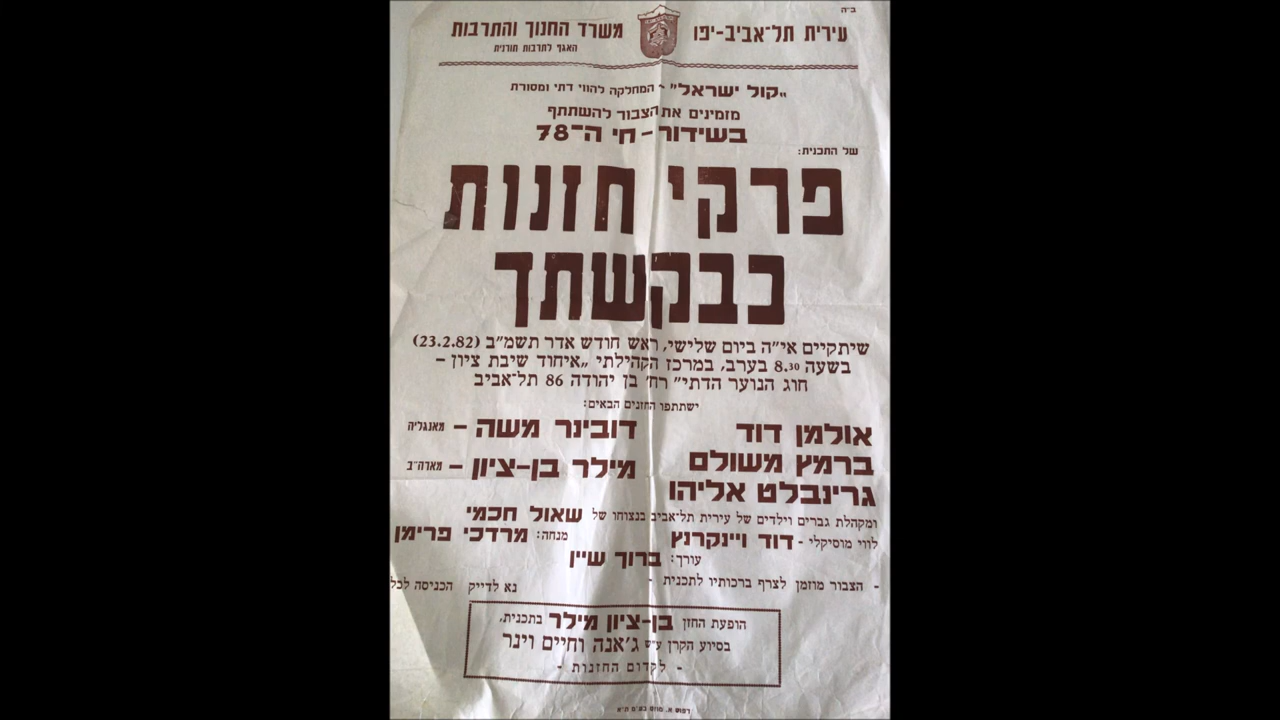 ב״ה
עירית תל־אביב-יפו משרד החנוך והתרבות
האגף לתרבות תורנית
„קול ישראל״ - המחלקה להווי דתי ומסורת
מזמינים את הצבור להשתתף
בשידור-חי ה־78
של התכנית:
פרקי חזנות
כבקשתך
שיתקיים אי״ה ביום שלישי, ראש חודש אדר תשמ״ב (23.2.82)
בשעה 8.30 בערב, במרכז הקהילתי „איחוד שיבת ציון –
חוג הנוער הדתי״ רח׳ בן יהודה 86 תל־אביב
ישתתפו החזנים הבאים:
אולמן דוד
ברמץ משולם
גרינבלט אליהו
דובינר משה – מאנגליה
מילר בן-ציון – מארה״ב
ומקהלת גברים וילדים של עירית תל־אביב בנצוחו של שאול חכמי
לווי מוסיקלי - דוד ויינקרנץ מנחה: מרדכי פרימן
עורך: ברוך שיין
- הצבור מוזמן לצרף ברכותיו לתכנית - נא לדייק הכניסה לכל
הופעת החזן בן-ציון מילר בתכנית,
בסיוע הקרן ע״ש ג׳אנה וחיים וינר
- לקדום החזנות -
דפוס א.